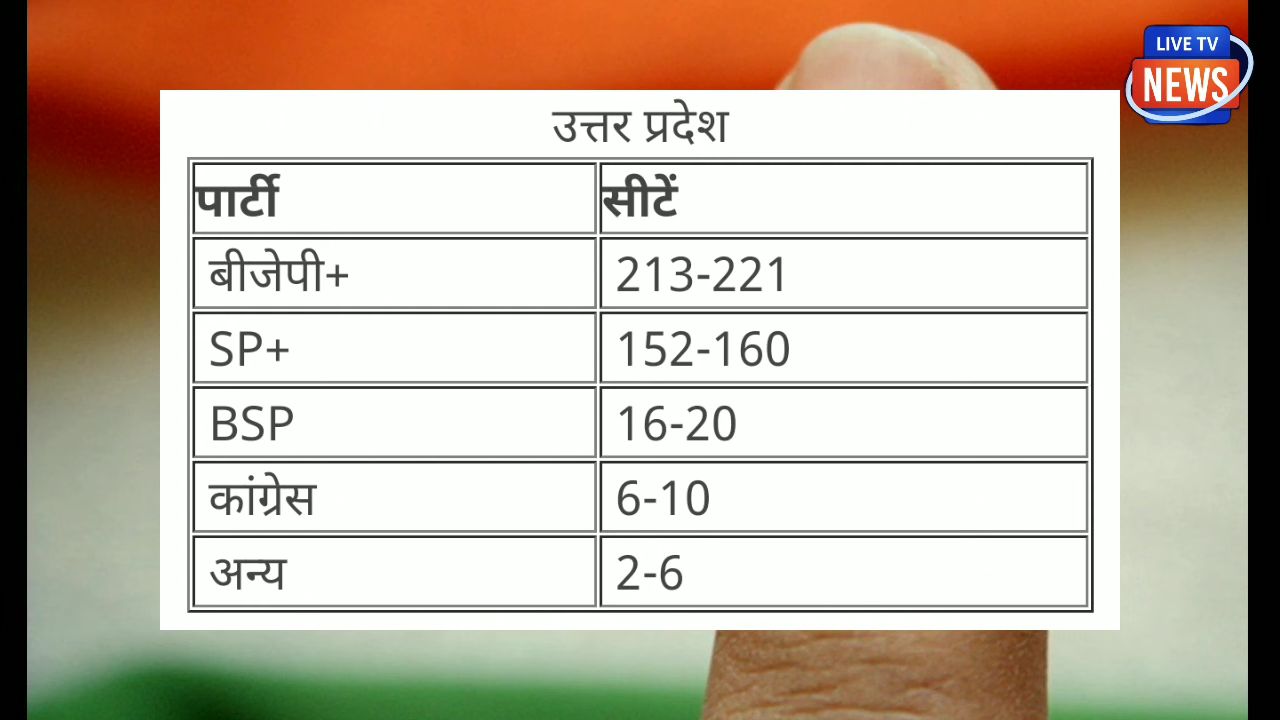 LIVE TV
NEWS
उत्तर प्रदेश
पार्टी सीटें
बीजेपी+ 213-221
SP+ 152-160
BSP 16-20
कांग्रेस 6-10
अन्य 2-6